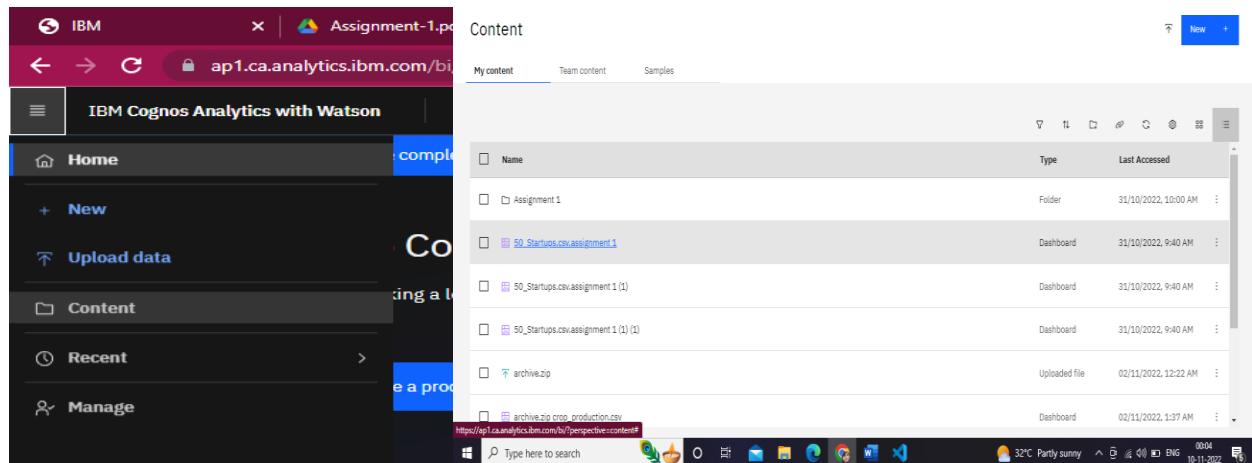 IBM
Assignment-1.pd
ap1.ca.analytics.ibm.com/bi
IBM Cognos Analytics with Watson
Home
New
Upload data
Content
Recent
Manage
comple
Co
king a l
e a prod
Content
New +
My content Team content Samples
Name Type Last Accessed
Assignment 1 Folder 31/10/2022, 10:00 AM
50_Startups.csv.assignment 1 Dashboard 31/10/2022, 9:40 AM
50_Startups.csv.assignment 1 (1) Dashboard 31/10/2022, 9:40 AM
50_Startups.csv.assignment 1 (1) (1) Dashboard 31/10/2022, 9:40 AM
archive.zip Uploaded file 02/11/2022, 12:22 AM
archive.zip crop_production.csv Dashboard 02/11/2022, 1:37 AM
https://ap1.ca.analytics.ibm.com/bi/?perspective=content#
Type here to search
32°C Partly sunny ENG
00:04
10-11-2022